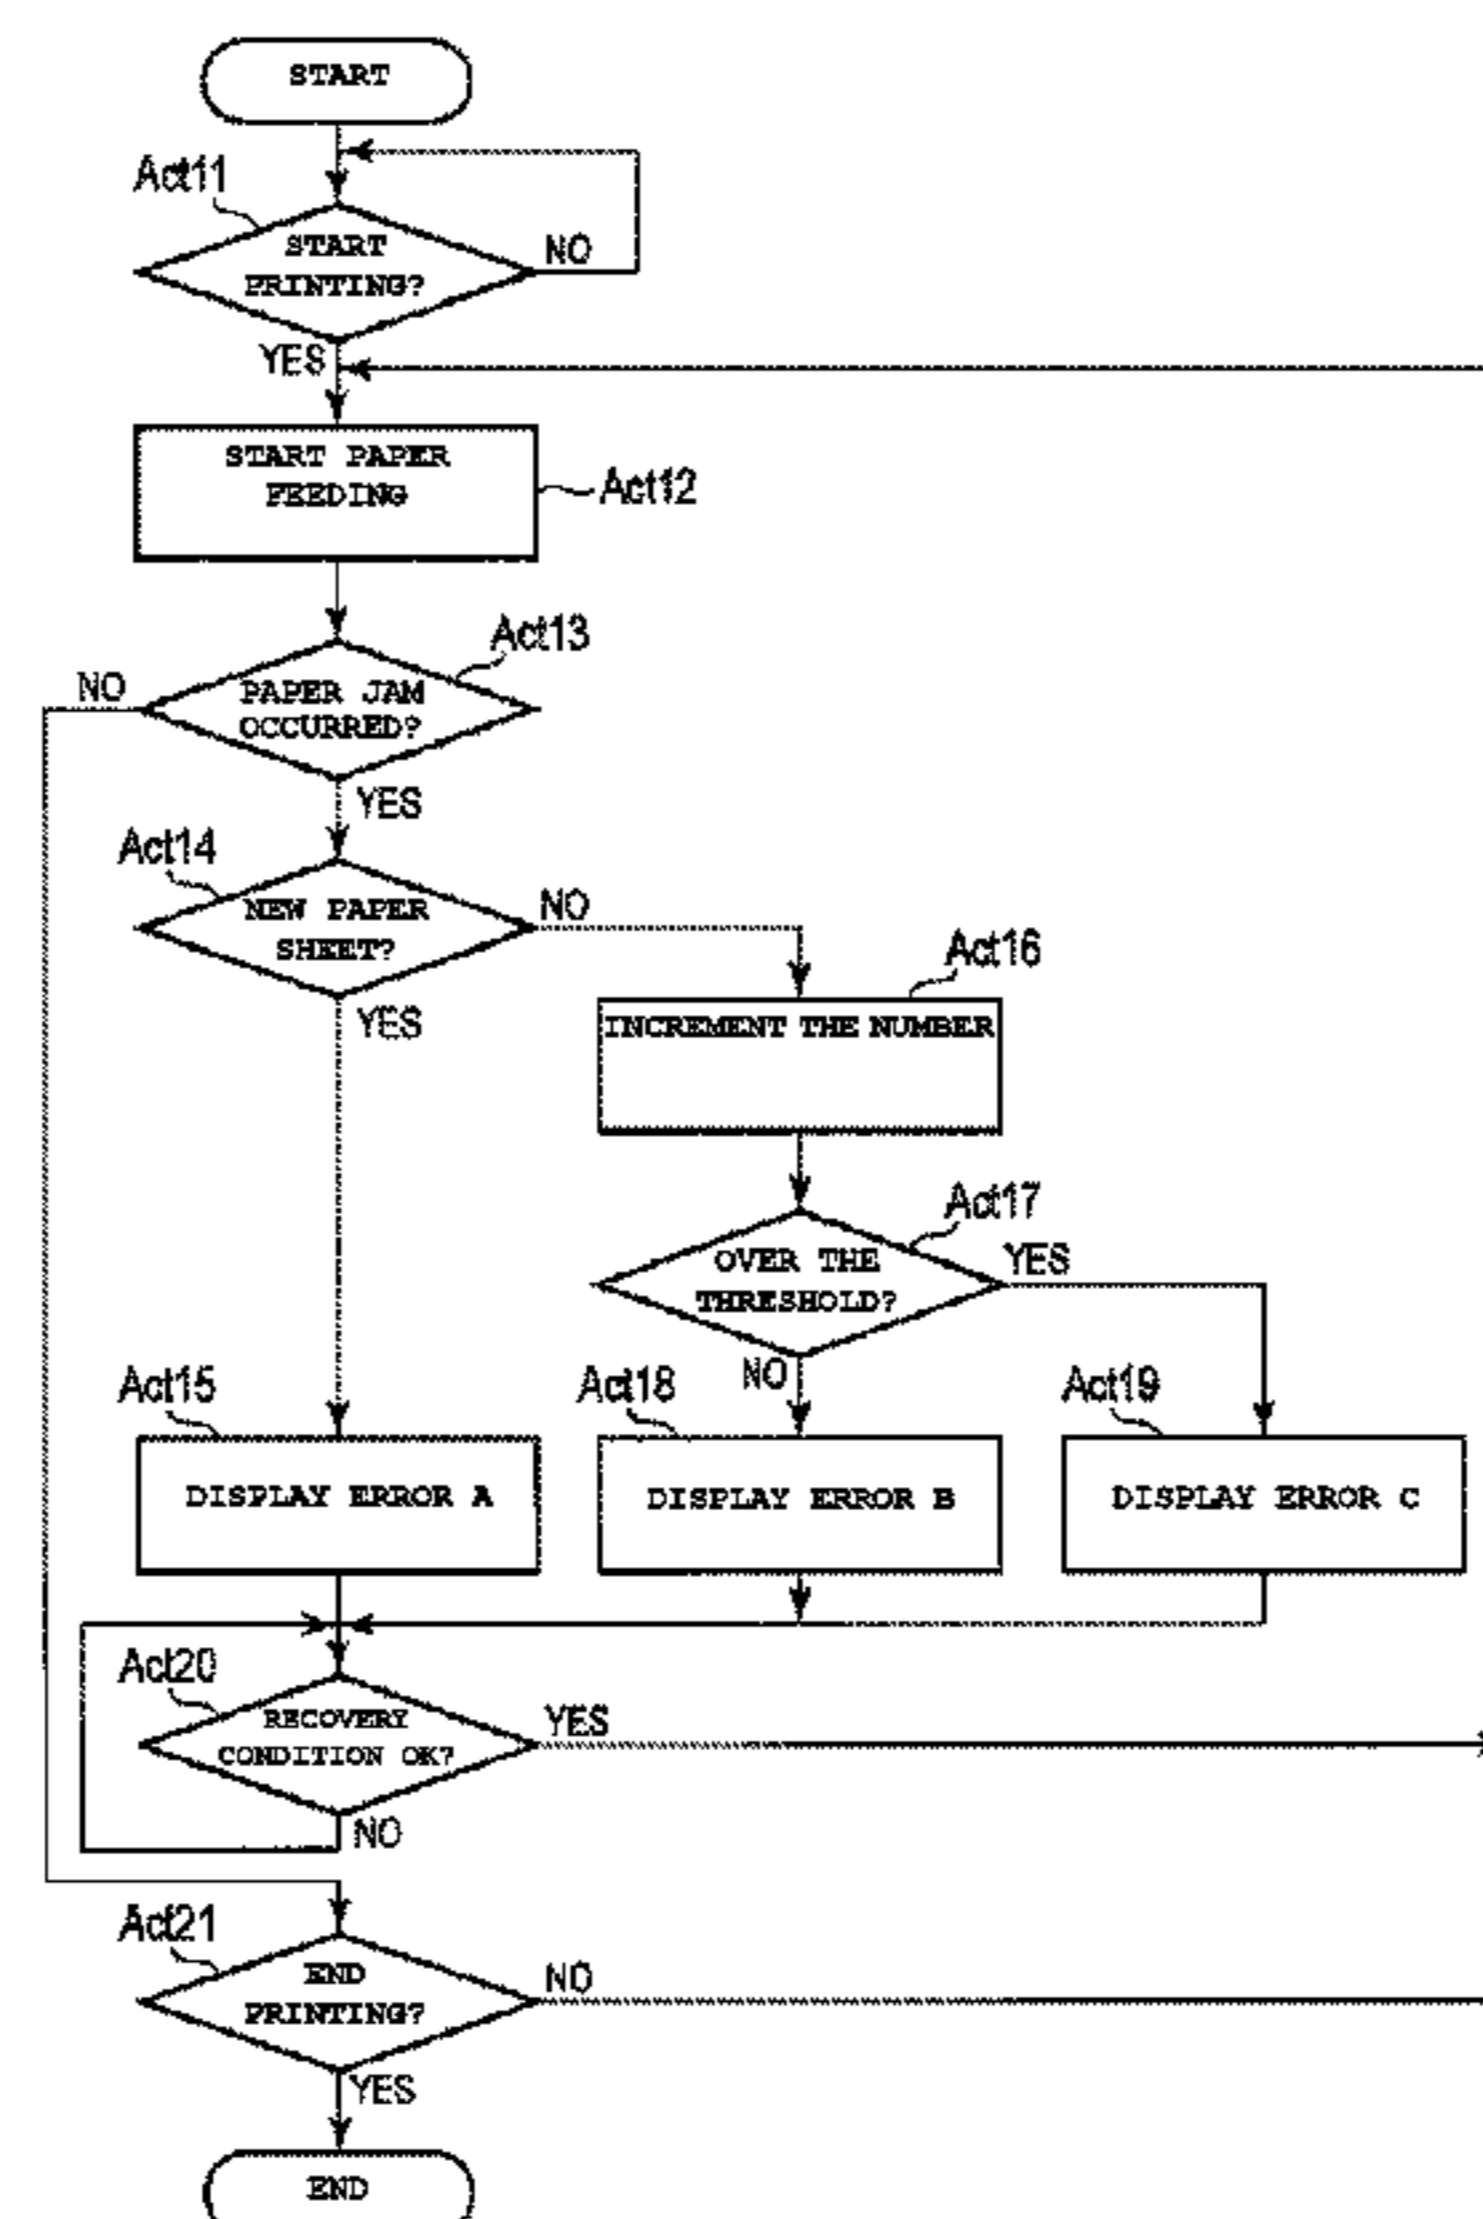 START
Act11
START
PRINTING?
NO
YES
START PAPER
FEEDING
Act12
Act13
NO
PAPER JAM
OCCURRED?
YES
Act14
NEW PAPER
SHEET?
NO
YES
Act16
INCREMENT THE NUMBER
Act17
OVER THE
THRESHOLD?
YES
NO
Act15
Act18
Act19
DISPLAY ERROR A
DISPLAY ERROR B
DISPLAY ERROR C
Act20
RECOVERY
CONDITION OK?
YES
NO
Act21
END
PRINTING?
NO
YES
END